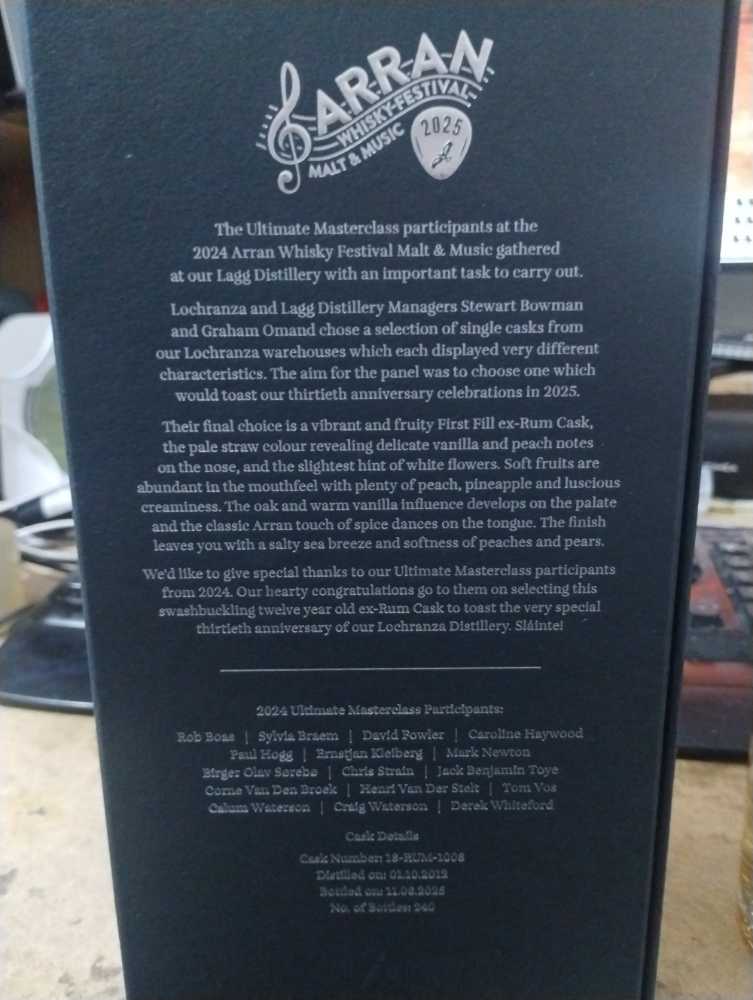 ARRAN
WHISKY FESTIVAL
MALT & MUSIC
2025
The Ultimate Masterclass participants at the
2024 Arran Whisky Festival Malt & Music gathered
at our Lagg Distillery with an important task to carry out.
Lochranza and Lagg Distillery Managers Stewart Bowman
and Graham Omand chose a selection of single casks from
our Lochranza warehouses which each displayed very different
characteristics. The aim for the panel was to choose one which
would toast our thirtieth anniversary celebrations in 2025.
Their final choice is a vibrant and fruity First Fill ex-Rum Cask,
the pale straw colour revealing delicate vanilla and peach notes
on the nose, and the slightest hint of white flowers. Soft fruits are
abundant in the mouthfeel with plenty of peach, pineapple and luscious
creaminess. The oak and warm vanilla influence develops on the palate
and the classic Arran touch of spice dances on the tongue. The finish
leaves you with a salty sea breeze and softness of peaches and pears.
We'd like to give special thanks to our Ultimate Masterclass participants
from 2024. Our hearty congratulations go to them on selecting this
swashbuckling twelve year old ex-Rum Cask to toast the very special
thirtieth anniversary of our Lochranza Distillery. Sláinte!
2024 Ultimate Masterclass Participants:
Rob Boas | Sylvia Braem | David Fowler | Caroline Haywood
Paul Hogg | Ernstjan Kleiberg | Mark Newton
Birger Olav Sørebø | Chris Strain | Jack Benjamin Toye
Corne Van Den Broek | Henri Van Der Stelt | Tom Vos
Calum Waterson | Craig Waterson | Derek Whiteford
Cask Details
Cask Number: 18-RUM-1008
Distilled on: 01.10.2012
Bottled on: 2025
No. of Bottles: 240